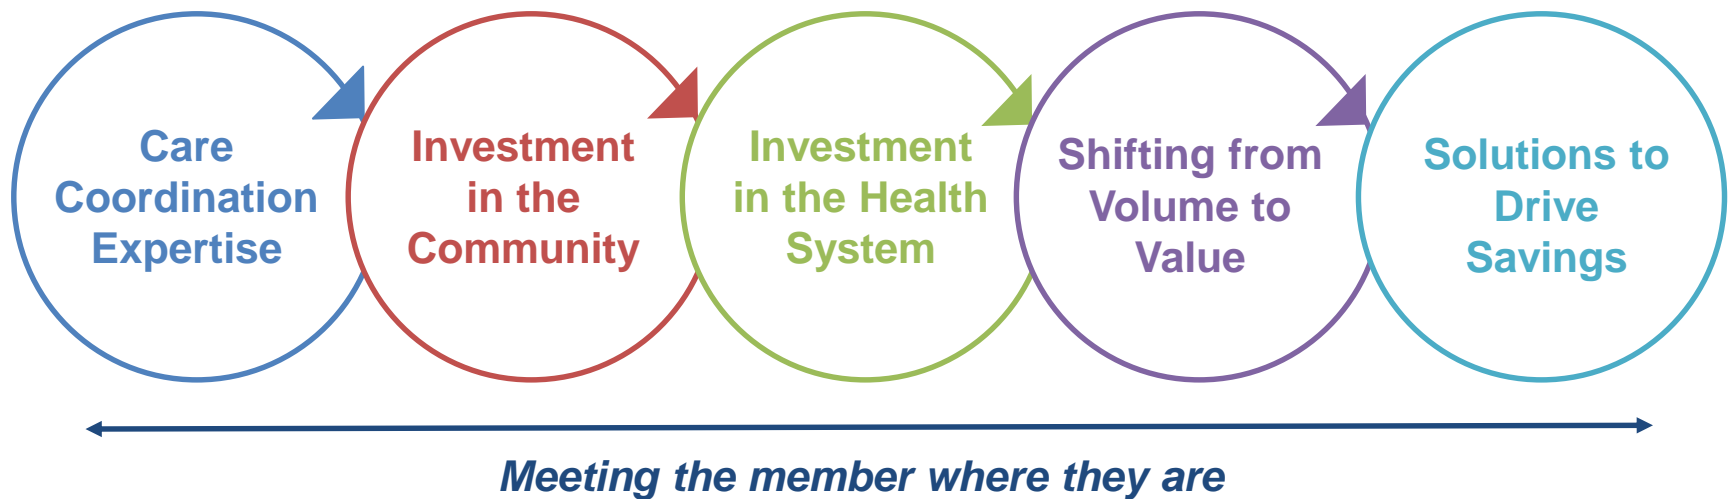 Care
Coordination
Expertise
Investment
in the
Community
Investment
in the Health
System
Shifting from
Volume to
Value
Solutions to
Drive
Savings
Meeting the member where they are